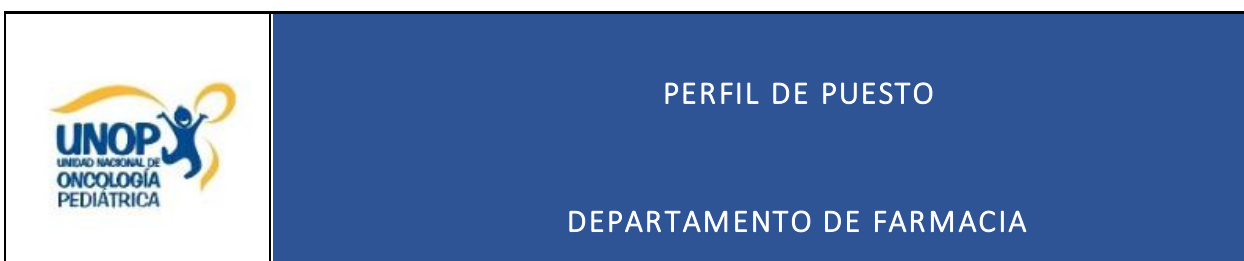 UNOP
UNIDAD NACIONAL DE
ONCOLOGÍA
PEDIÁTRICA
PERFIL DE PUESTO
DEPARTAMENTO DE FARMACIA